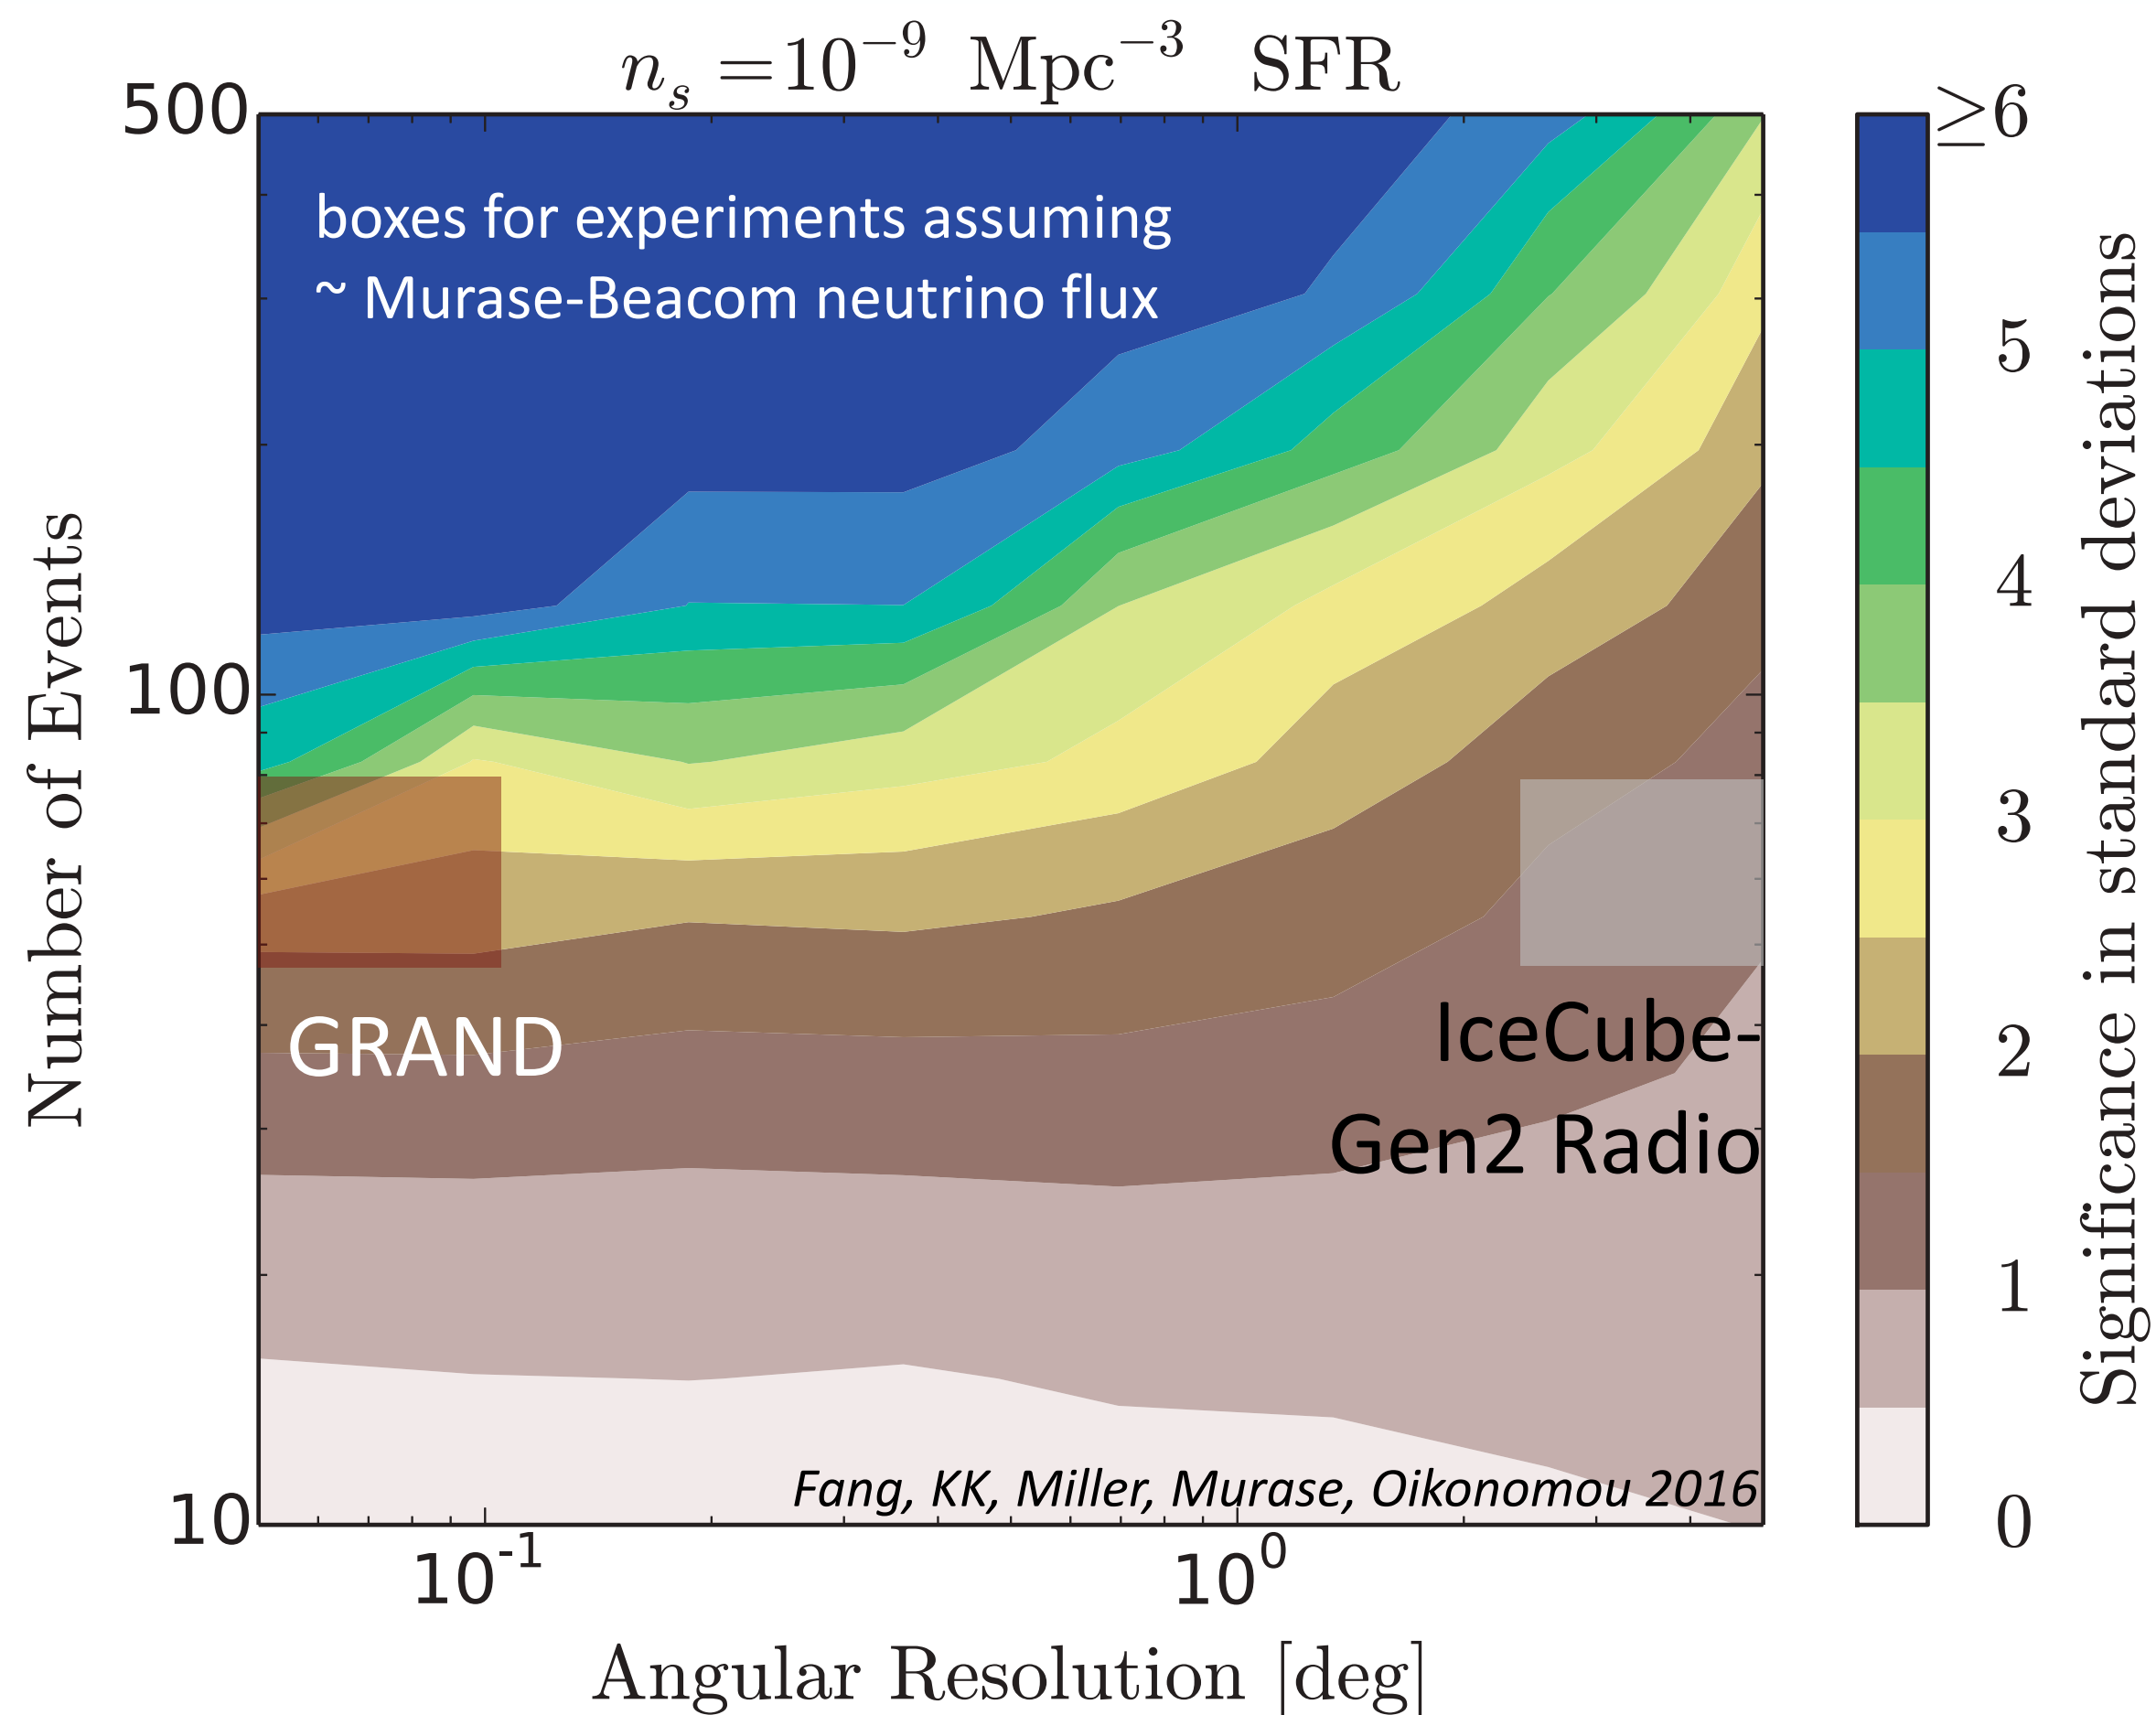 n_s = 10^{-9} Mpc^{-3} SFR
500
100
10
Number of Events
boxes for experiments assuming
~ Murase-Beacom neutrino flux
GRAND
IceCube-
Gen2 Radio
Fang, KK, Miller, Murase, Oikonomou 2016
10^{-1}
10^{0}
Angular Resolution [deg]
≥6
5
4
3
2
1
0
Significance in standard deviations